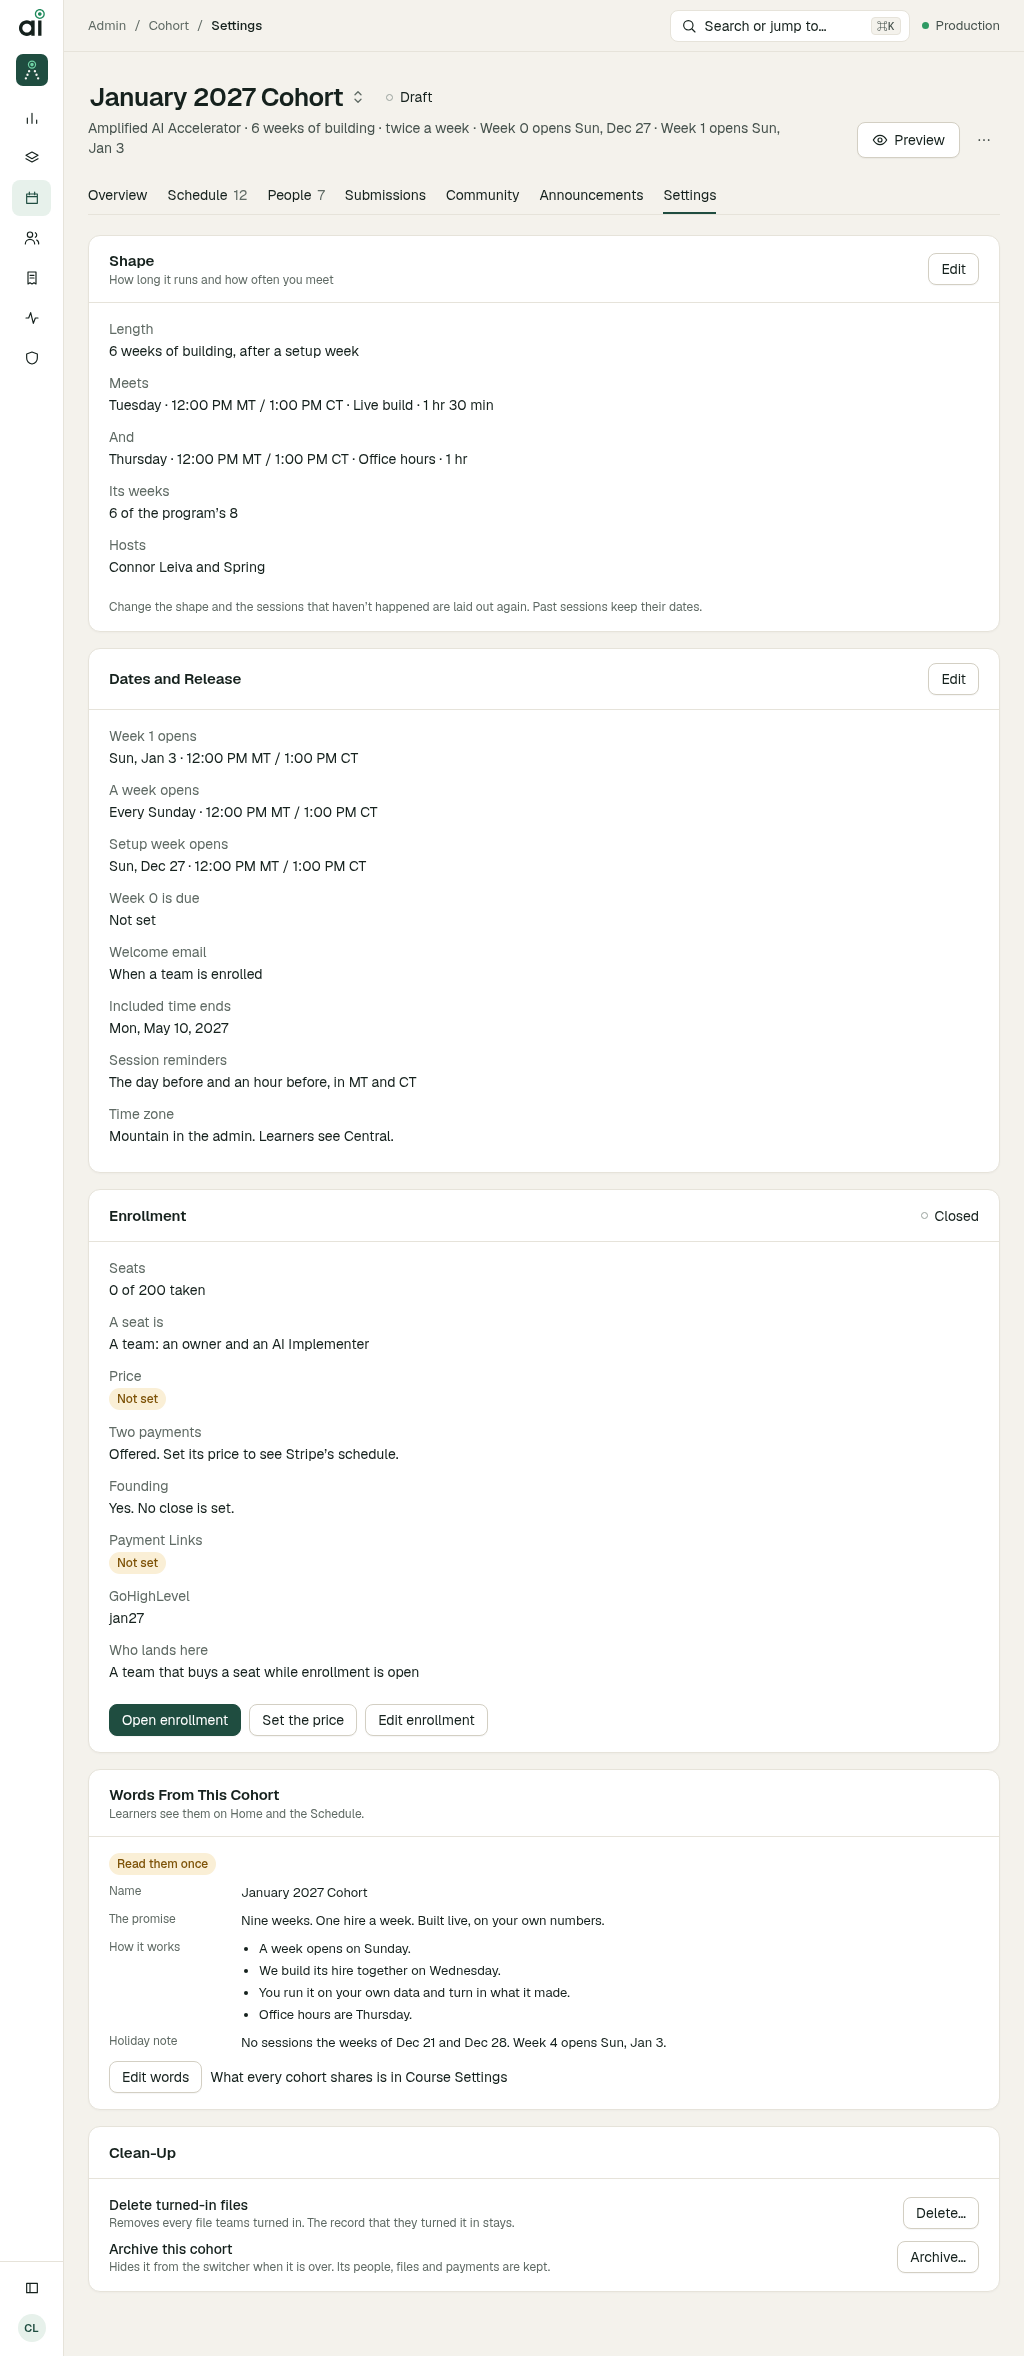 ai
Admin / Cohort / Settings
Search or jump to... ⌘K
Production
January 2027 Cohort
Draft
Amplified AI Accelerator · 6 weeks of building · twice a week · Week 0 opens Sun, Dec 27 · Week 1 opens Sun,
Jan 3
Preview
Overview Schedule 12 People 7 Submissions Community Announcements Settings
Shape
How long it runs and how often you meet
Edit
Length
6 weeks of building, after a setup week
Meets
Tuesday · 12:00 PM MT / 1:00 PM CT · Live build · 1 hr 30 min
And
Thursday · 12:00 PM MT / 1:00 PM CT · Office hours · 1 hr
Its weeks
6 of the program’s 8
Hosts
Connor Leiva and Spring
Change the shape and the sessions that haven’t happened are laid out again. Past sessions keep their dates.
Dates and Release
Edit
Week 1 opens
Sun, Jan 3 · 12:00 PM MT / 1:00 PM CT
A week opens
Every Sunday · 12:00 PM MT / 1:00 PM CT
Setup week opens
Sun, Dec 27 · 12:00 PM MT / 1:00 PM CT
Week 0 is due
Not set
Welcome email
When a team is enrolled
Included time ends
Mon, May 10, 2027
Session reminders
The day before and an hour before, in MT and CT
Time zone
Mountain in the admin. Learners see Central.
Enrollment
Closed
Seats
0 of 200 taken
A seat is
A team: an owner and an AI Implementer
Price
Not set
Two payments
Offered. Set its price to see Stripe’s schedule.
Founding
Yes. No close is set.
Payment Links
Not set
GoHighLevel
jan27
Who lands here
A team that buys a seat while enrollment is open
Open enrollment Set the price Edit enrollment
Words From This Cohort
Learners see them on Home and the Schedule.
Read them once
Name January 2027 Cohort
The promise Nine weeks. One hire a week. Built live, on your own numbers.
How it works • A week opens on Sunday.
• We build its hire together on Wednesday.
• You run it on your own data and turn in what it made.
• Office hours are Thursday.
Holiday note No sessions the weeks of Dec 21 and Dec 28. Week 4 opens Sun, Jan 3.
Edit words What every cohort shares is in Course Settings
Clean-Up
Delete turned-in files
Removes every file teams turned in. The record that they turned it in stays.
Delete...
Archive this cohort
Hides it from the switcher when it is over. Its people, files and payments are kept.
Archive...
CL